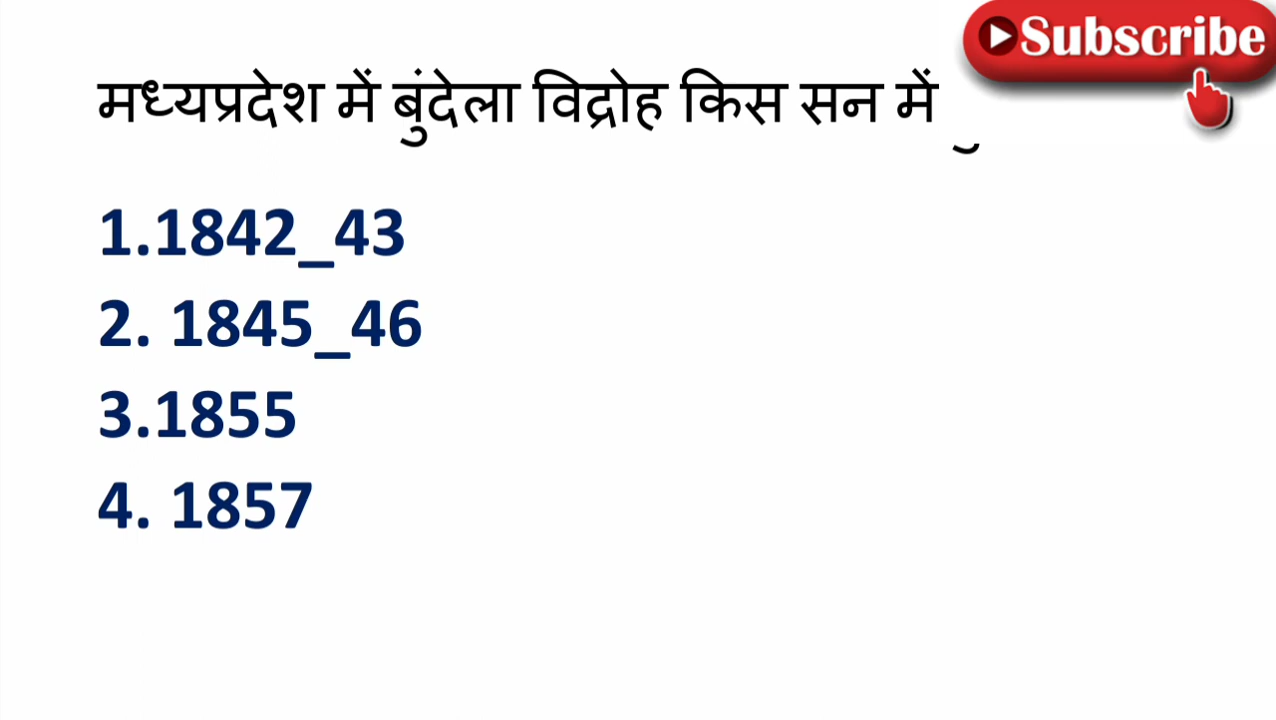 Subscribe
मध्यप्रदेश में बुंदेला विद्रोह किस सन में
1.1842_43
2. 1845_46
3.1855
4. 1857